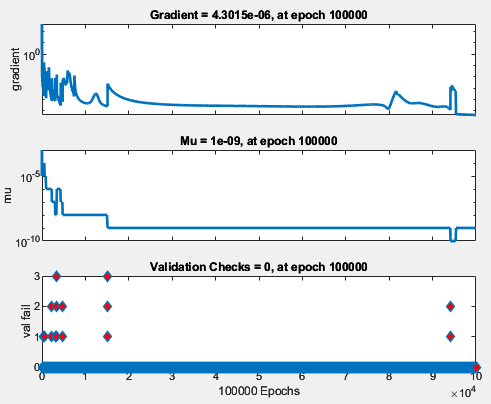 Gradient = 4.3015e-06, at epoch 100000
10^0
gradient
Mu = 1e-09, at epoch 100000
10^-5
mu
10^-10
Validation Checks = 0, at epoch 100000
3
2
val fail
1
0
0 1 2 3 4 5 6 7 8 9 10
100000 Epochs
×10^4